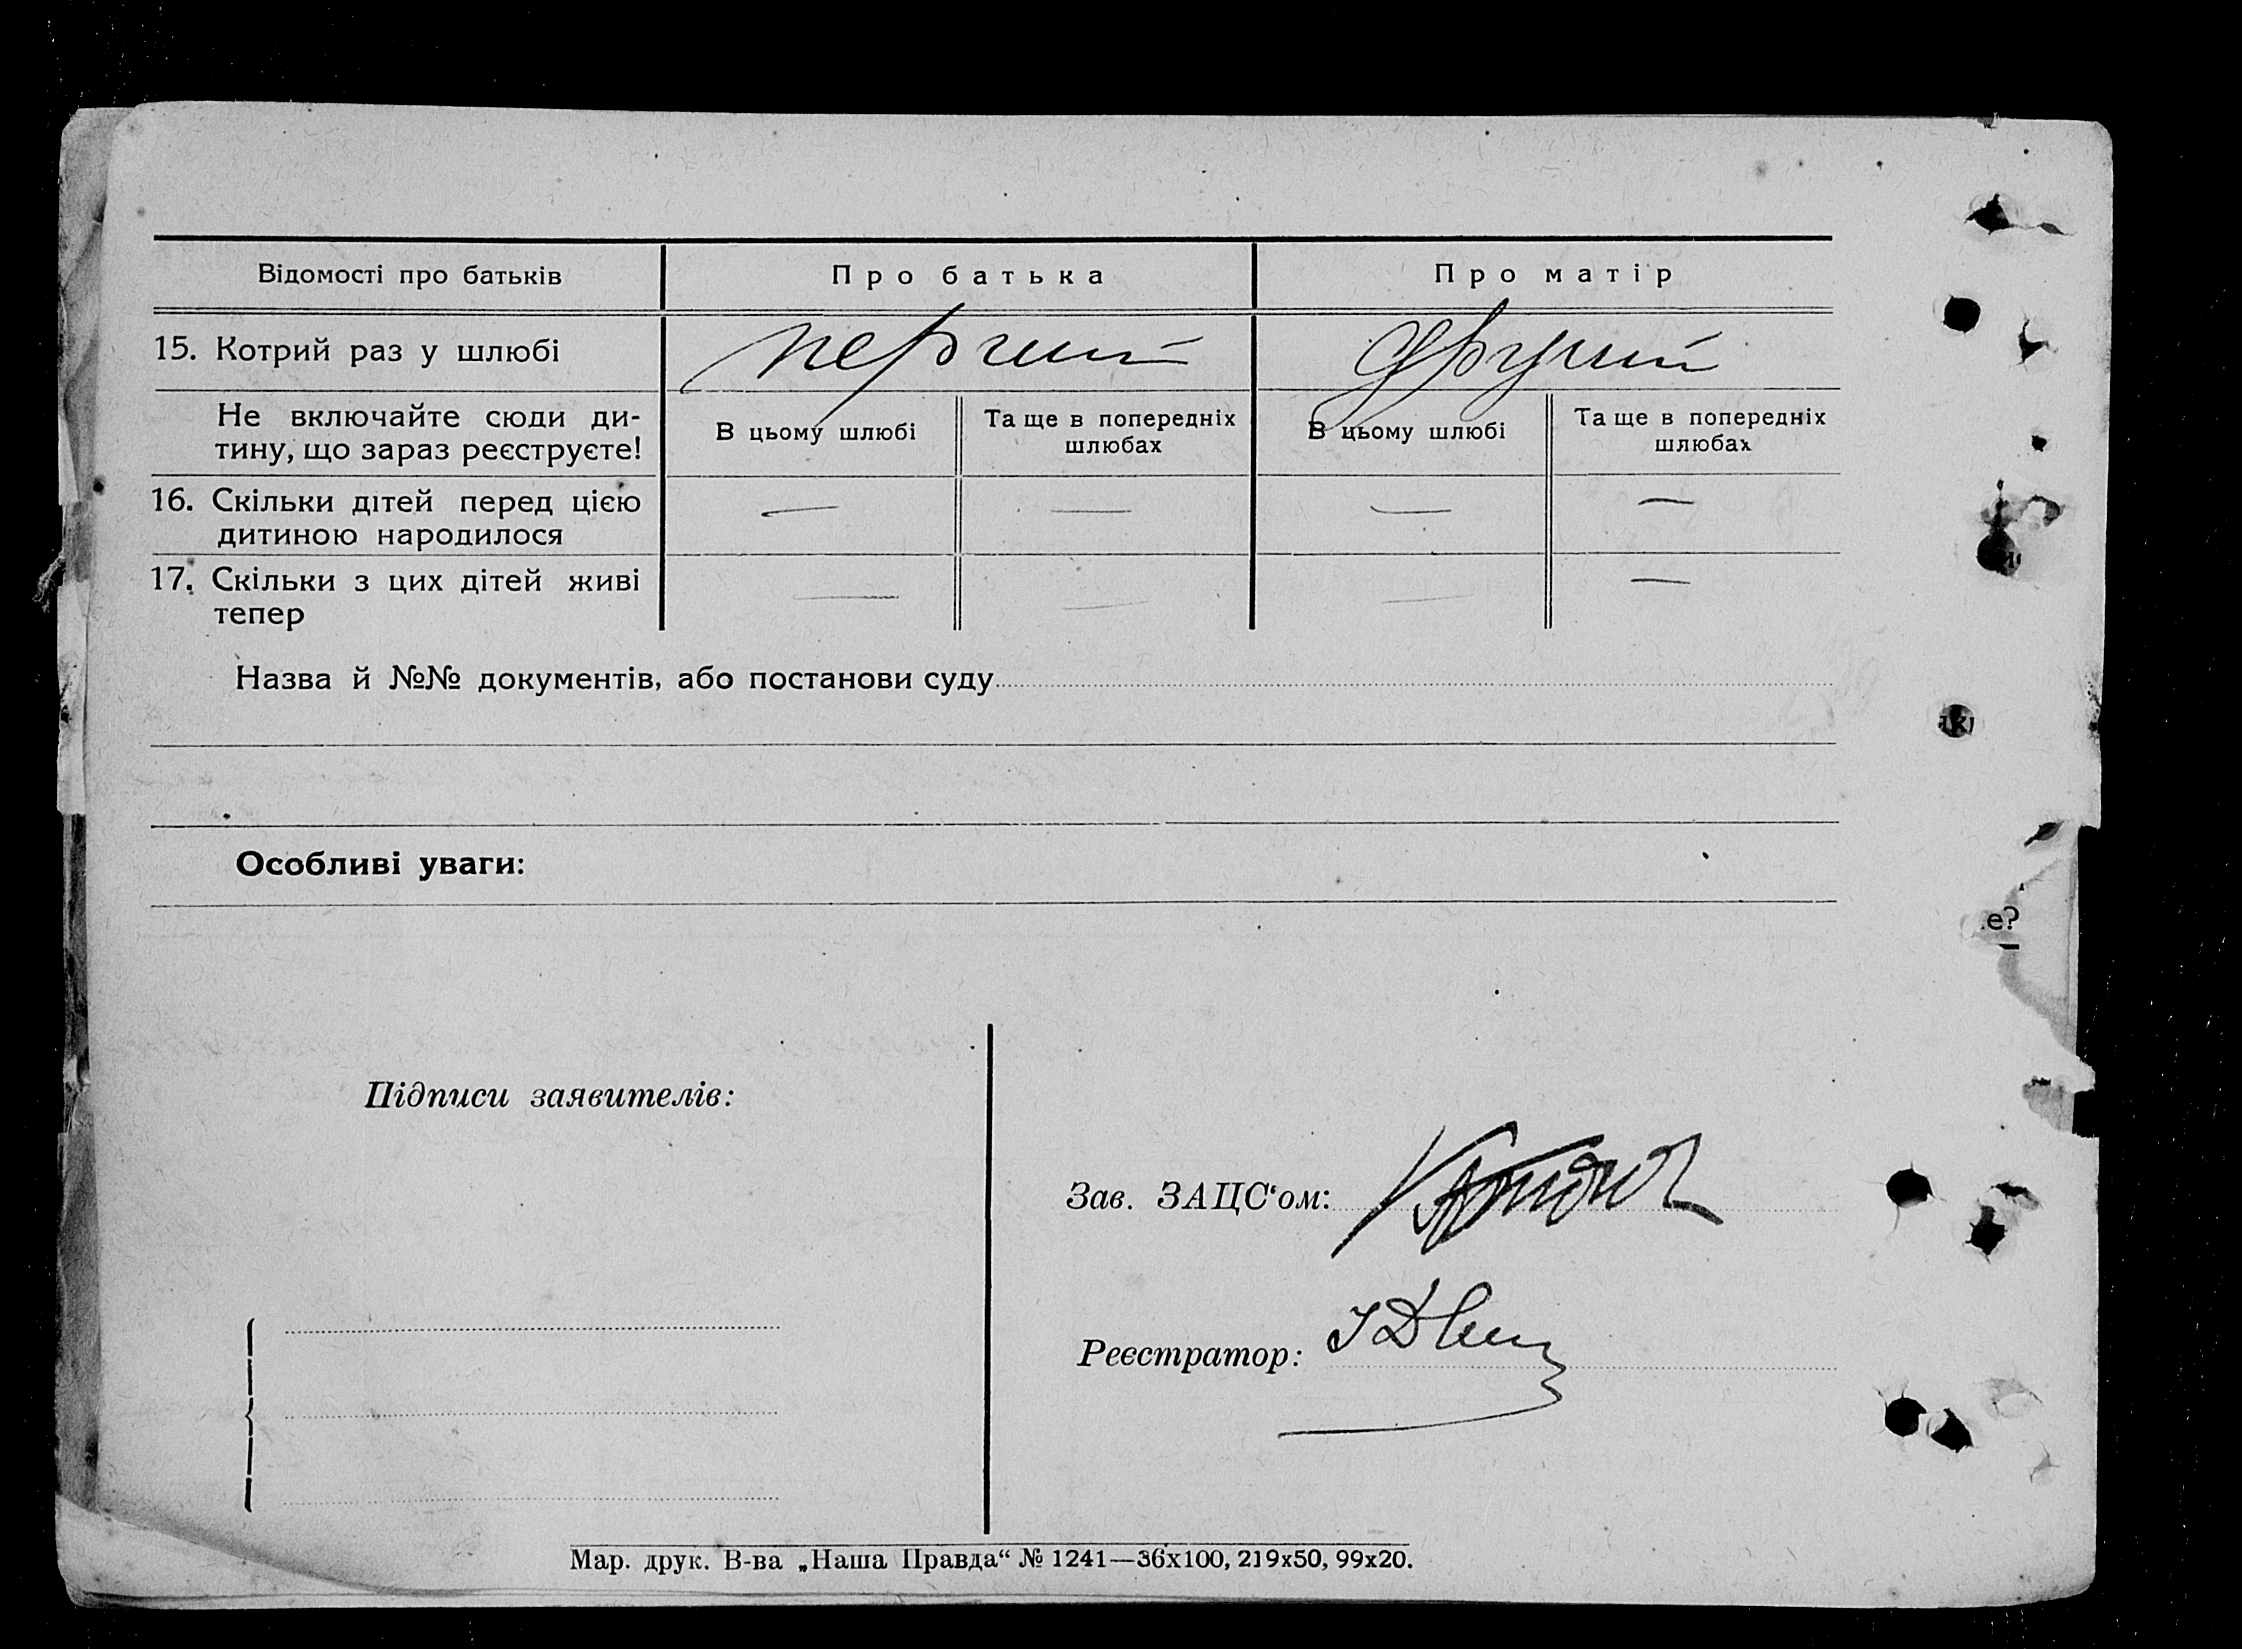 Відомості про батьків
Про батька
Про матір
15. Котрий раз у шлюбі
перший
другий
Не включайте сюди ди-
тину, що зараз реєструєте!
В цьому шлюбі
Та ще в попередніх
шлюбах
В цьому шлюбі
Та ще в попередніх
шлюбах
16. Скільки дітей перед цією
дитиною народилося
— — — —
17. Скільки з цих дітей живі
тепер
— — — —
Назва й №№ документів, або постанови суду
Особливі уваги:
е?
Підписи заявителів:
Зав. ЗАЦС‘ом:
Реєстратор:
Мар. друк. В-ва „Наша Правда“ № 1241—36х100, 219х50, 99х20.